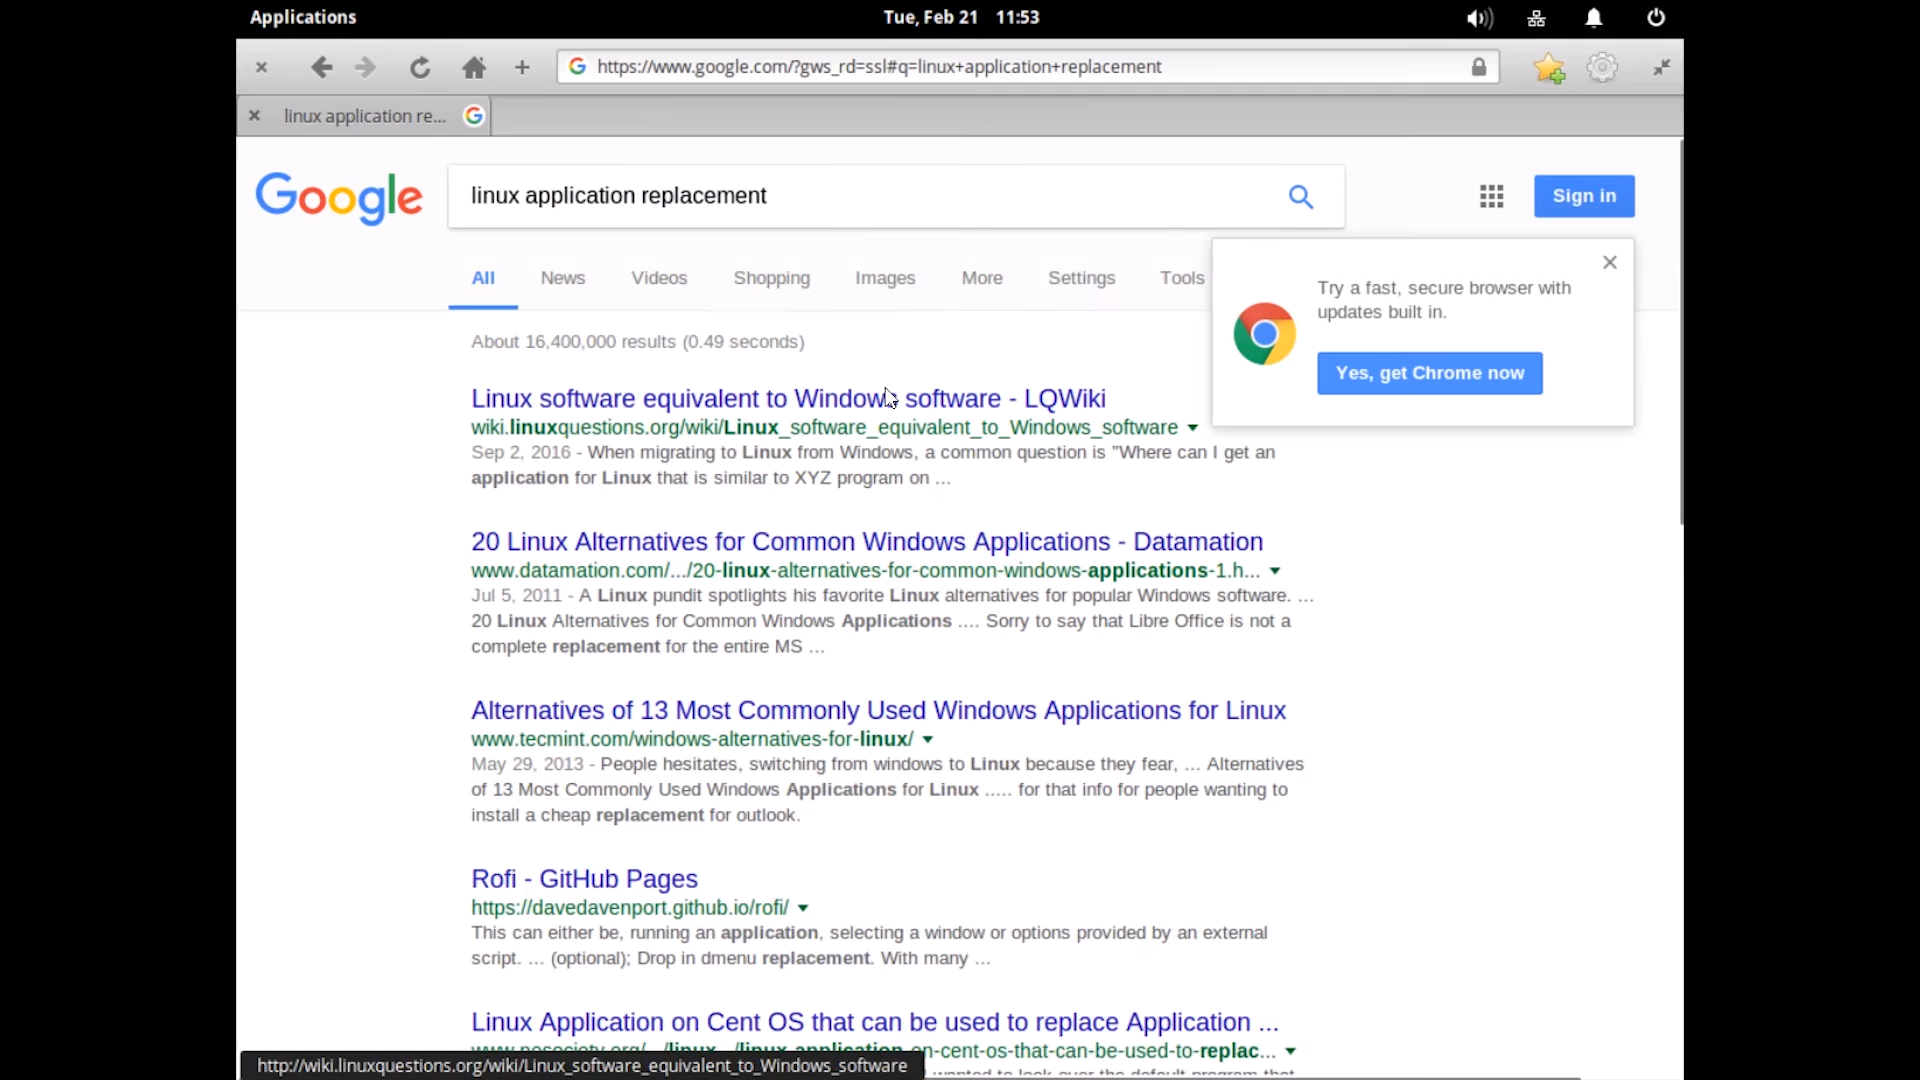 Applications
Tue, Feb 21 11:53
https://www.google.com/?gws_rd=ssl#q=linux+application+replacement
linux application re...
Google
linux application replacement
Sign in
All News Videos Shopping Images More Settings Tools
Try a fast, secure browser with
updates built in.
Yes, get Chrome now
About 16,400,000 results (0.49 seconds)
Linux software equivalent to Windows software - LQWiki
wiki.linuxquestions.org/wiki/Linux_software_equivalent_to_Windows_software
Sep 2, 2016 - When migrating to Linux from Windows, a common question is "Where can I get an
application for Linux that is similar to XYZ program on ...
20 Linux Alternatives for Common Windows Applications - Datamation
www.datamation.com/.../20-linux-alternatives-for-common-windows-applications-1.h...
Jul 5, 2011 - A Linux pundit spotlights his favorite Linux alternatives for popular Windows software. ...
20 Linux Alternatives for Common Windows Applications .... Sorry to say that Libre Office is not a
complete replacement for the entire MS ...
Alternatives of 13 Most Commonly Used Windows Applications for Linux
www.tecmint.com/windows-alternatives-for-linux/
May 29, 2013 - People hesitates, switching from windows to Linux because they fear, ... Alternatives
of 13 Most Commonly Used Windows Applications for Linux ..... for that info for people wanting to
install a cheap replacement for outlook.
Rofi - GitHub Pages
https://davedavenport.github.io/rofi/
This can either be, running an application, selecting a window or options provided by an external
script. ... (optional); Drop in dmenu replacement. With many ...
Linux Application on Cent OS that can be used to replace Application ...
n-cent-os-that-can-be-used-to-replac...
http://wiki.linuxquestions.org/wiki/Linux_software_equivalent_to_Windows_software